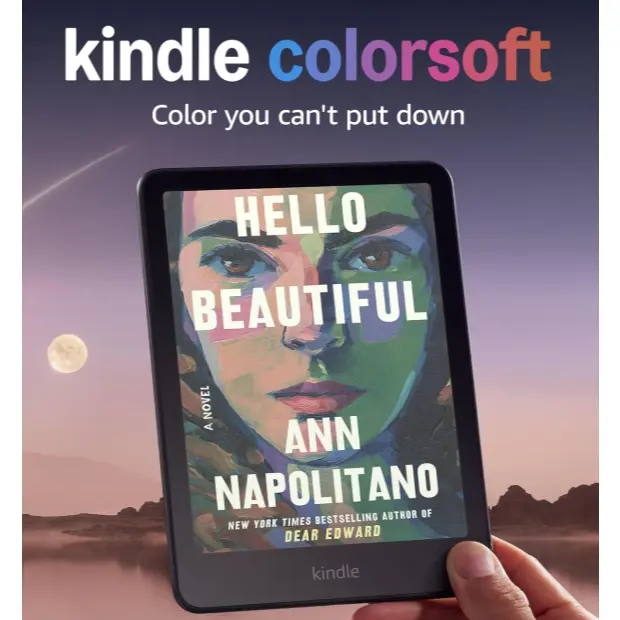 kindle colorsoft
Color you can't put down
HELLO
BEAUTIFUL
A NOVEL
ANN
NAPOLITANO
NEW YORK TIMES BESTSELLING AUTHOR OF
DEAR EDWARD
kindle